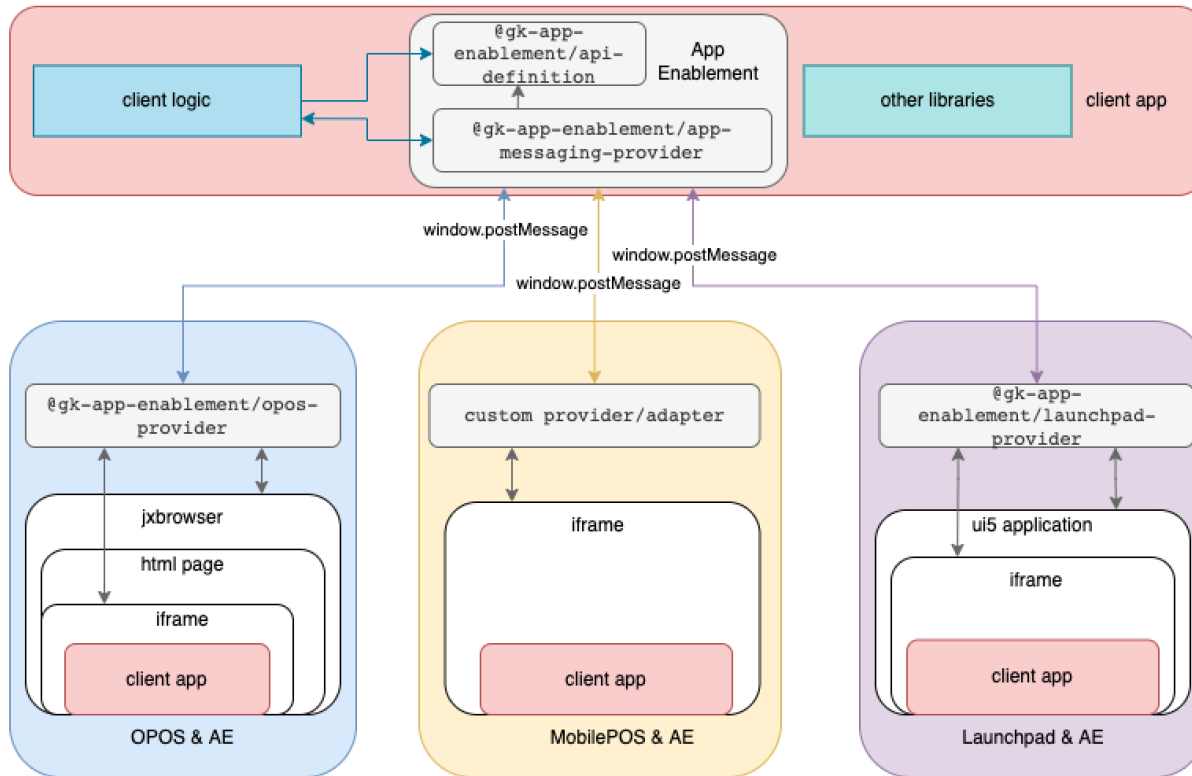 @gk-app-
enablement/api-
definition
App
Enablement
client logic
other libraries
client app
@gk-app-enablement/app-
messaging-provider
window.postMessage
window.postMessage
window.postMessage
@gk-app-enablement/opos-
provider
custom provider/adapter
@gk-app-
enablement/launchpad-
provider
jxbrowser
html page
iframe
client app
OPOS & AE
iframe
client app
MobilePOS & AE
ui5 application
iframe
client app
Launchpad & AE